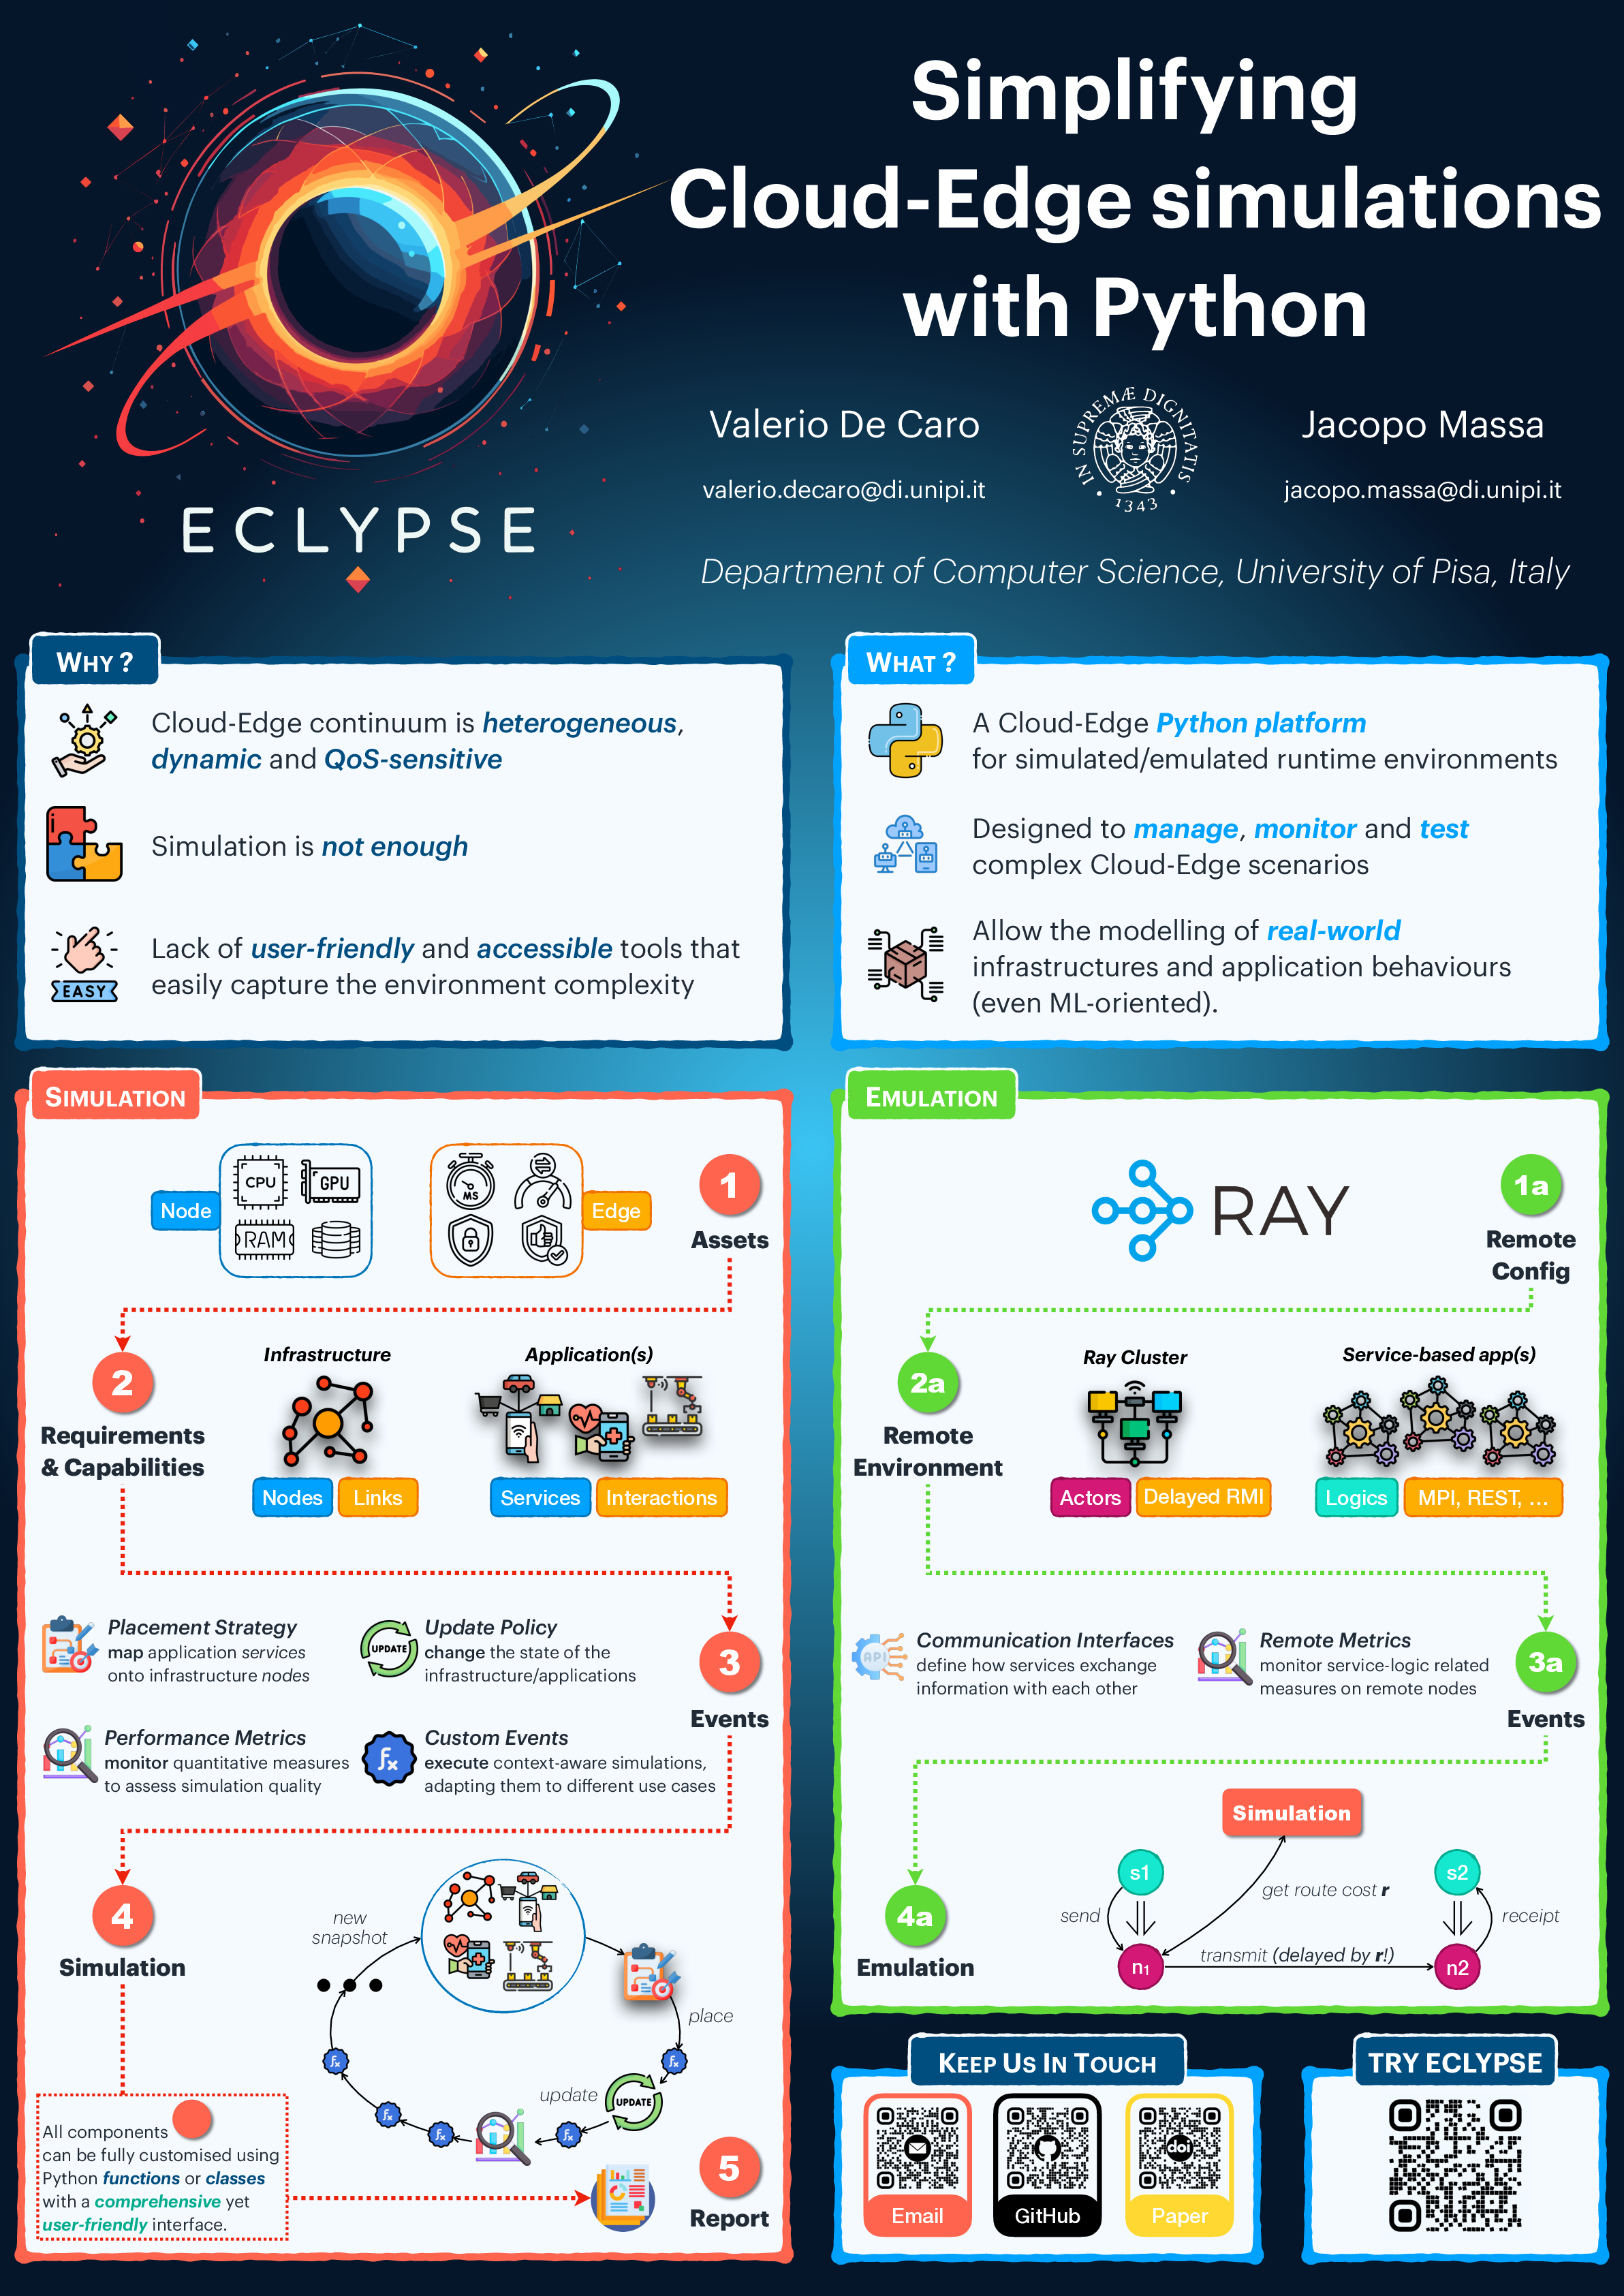 Simplifying
Cloud-Edge simulations
with Python
ECLYPSE
Valerio De Caro
valerio.decaro@di.unipi.it
IN SUPREMÆ DIGNITATIS
1343
Jacopo Massa
jacopo.massa@di.unipi.it
Department of Computer Science, University of Pisa, Italy
WHY ?
Cloud-Edge continuum is heterogeneous,
dynamic and QoS-sensitive
Simulation is not enough
EASY
Lack of user-friendly and accessible tools that
easily capture the environment complexity
WHAT ?
A Cloud-Edge Python platform
for simulated/emulated runtime environments
Designed to manage, monitor and test
complex Cloud-Edge scenarios
Allow the modelling of real-world
infrastructures and application behaviours
(even ML-oriented).
SIMULATION
Node
CPU
GPU
RAM
MS
Edge
1
Assets
2
Requirements
& Capabilities
Infrastructure
Nodes
Links
Application(s)
Services
Interactions
3
Events
Placement Strategy
map application services
onto infrastructure nodes
UPDATE
Update Policy
change the state of the
infrastructure/applications
Performance Metrics
monitor quantitative measures
to assess simulation quality
fx
Custom Events
execute context-aware simulations,
adapting them to different use cases
4
Simulation
new
snapshot
place
fx
UPDATE
update
fx
fx
fx
fx
All components
can be fully customised using
Python functions or classes
with a comprehensive yet
user-friendly interface.
5
Report
EMULATION
RAY
1a
Remote
Config
2a
Remote
Environment
Ray Cluster
Actors
Delayed RMI
Service-based app(s)
Logics
MPI, REST, ...
3a
Events
API
Communication Interfaces
define how services exchange
information with each other
Remote Metrics
monitor service-logic related
measures on remote nodes
4a
Emulation
Simulation
s1
s2
get route cost r
send
receipt
transmit (delayed by r!)
n1
n2
KEEP US IN TOUCH
Email
GitHub
doi
Paper
TRY ECLYPSE